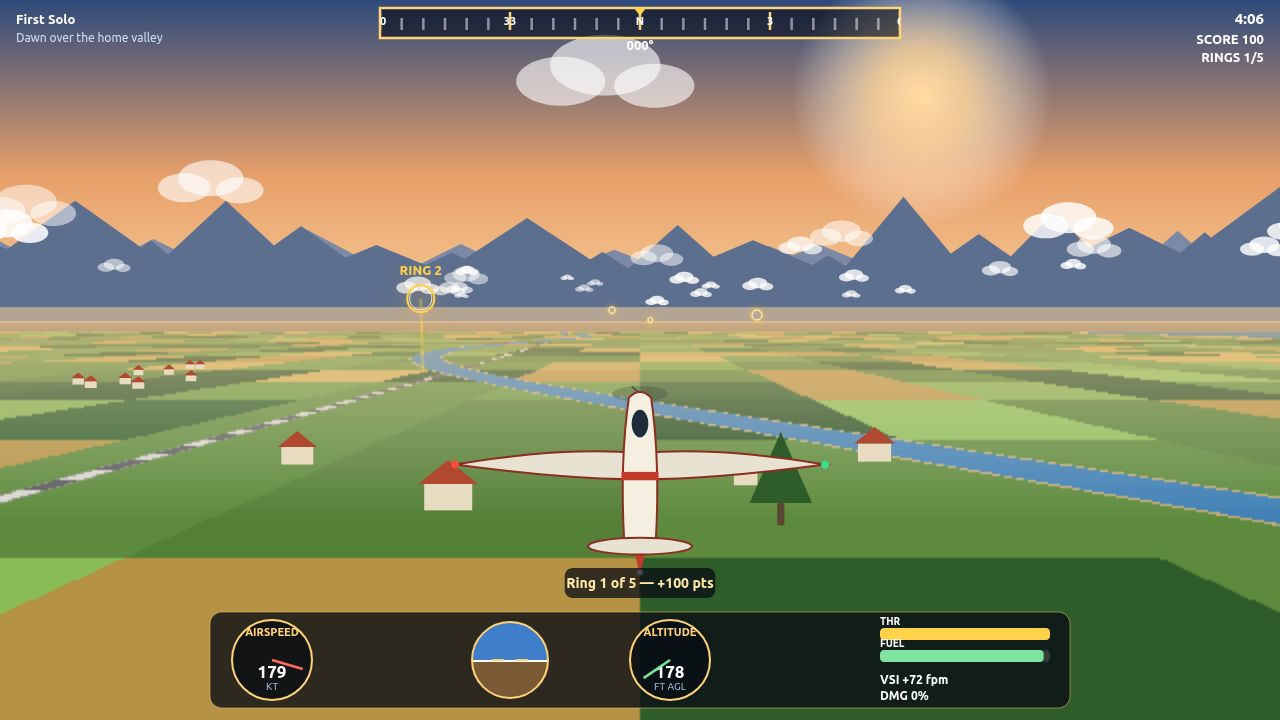 First Solo
Dawn over the home valley
0 33 N 3
000°
4:06
SCORE 100
RINGS 1/5
RING 2
Ring 1 of 5 — +100 pts
AIRSPEED
179
KT
ALTITUDE
178
FT AGL
THR
FUEL
VSI +72 fpm
DMG 0%